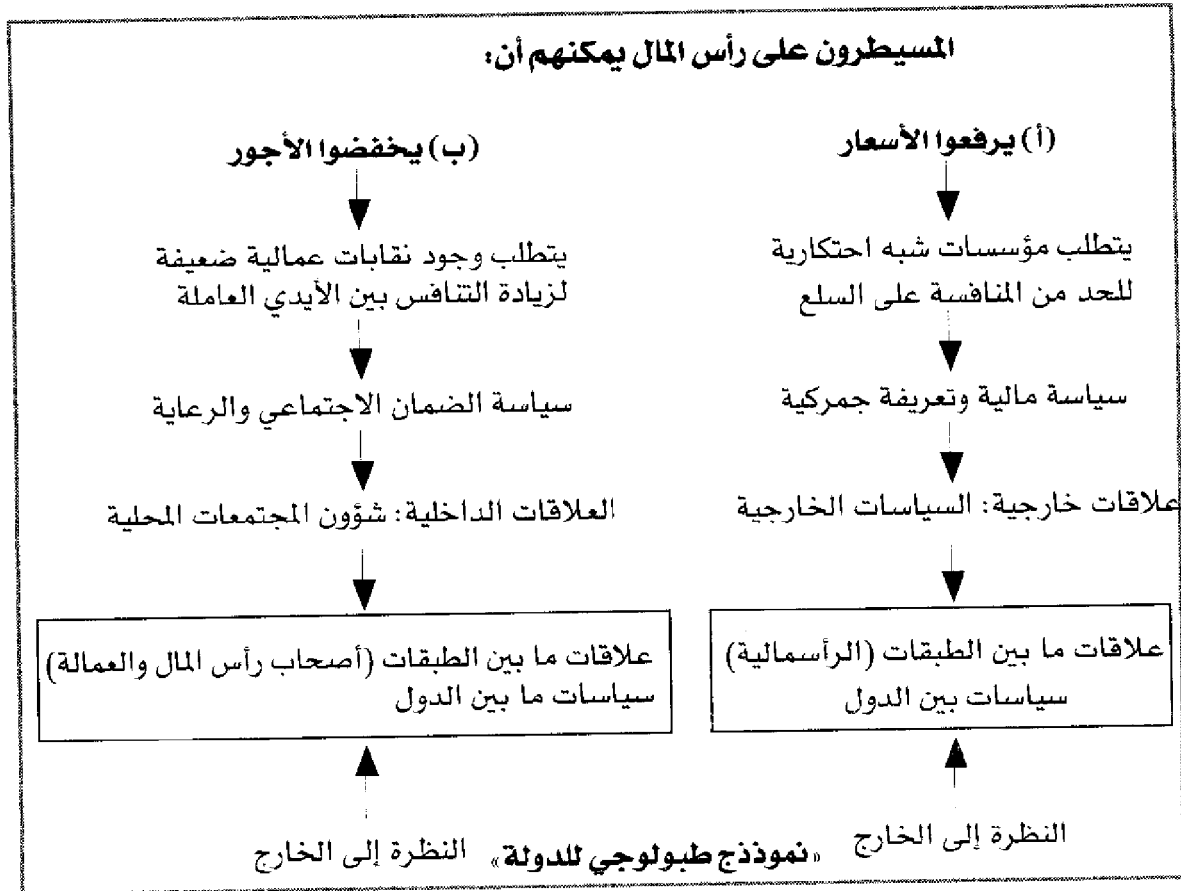 المسيطرون على رأس المال يمكنهم أن:
(أ) يرفعوا الأسعار
(ب) يخفضوا الأجور
يتطلب مؤسسات شبه احتكارية
للحد من المنافسة على السلع
يتطلب وجود نقابات عمالية ضعيفة
لزيادة التنافس بين الأيدي العاملة
سياسة مالية وتعريفة جمركية
سياسة الضمان الاجتماعي والرعاية
علاقات خارجية: السياسات الخارجية
العلاقات الداخلية: شؤون المجتمعات المحلية
علاقات ما بين الطبقات (الرأسمالية)
سياسات بين الدول
علاقات ما بين الطبقات (أصحاب رأس المال والعمالة)
سياسات ما بين الدول
النظرة إلى الخارج
«نموذذج طبولوجي للدولة»
النظرة إلى الخارج